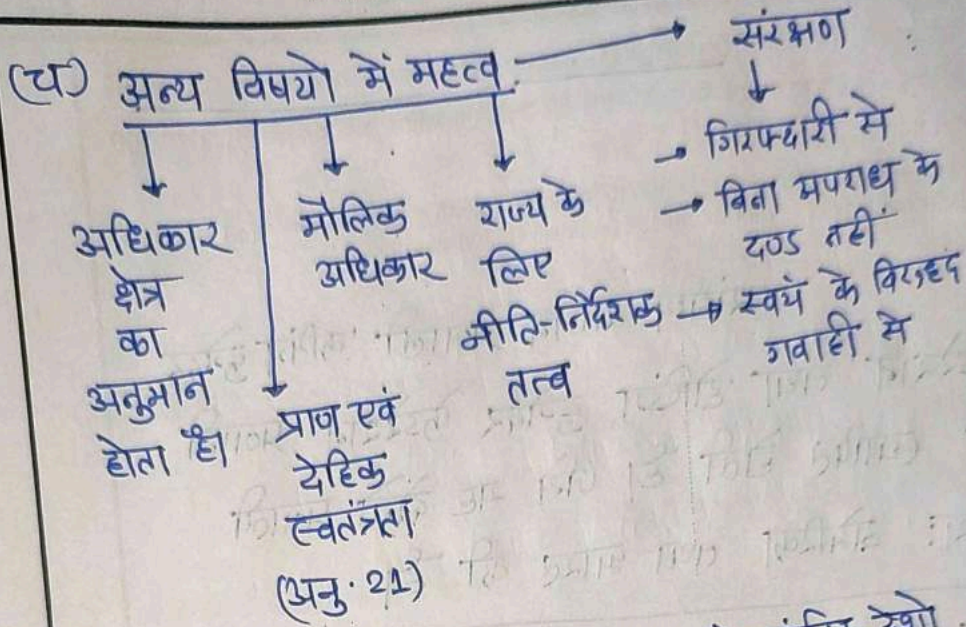 (च) अन्य विषयो में महत्व
संरक्षण
गिरफ्दारी से
बिना अपराध के
दण्ड नहीं
स्वयं के विरुद्द
गवाही से
अधिकार
क्षेत्र
का
अनुमान
होता है।
प्राण एवं
देहिक
स्वतंत्रता
(अनु. 21)
मौलिक
अधिकार
राज्य के
लिए
नीति-निर्देशक
तत्व